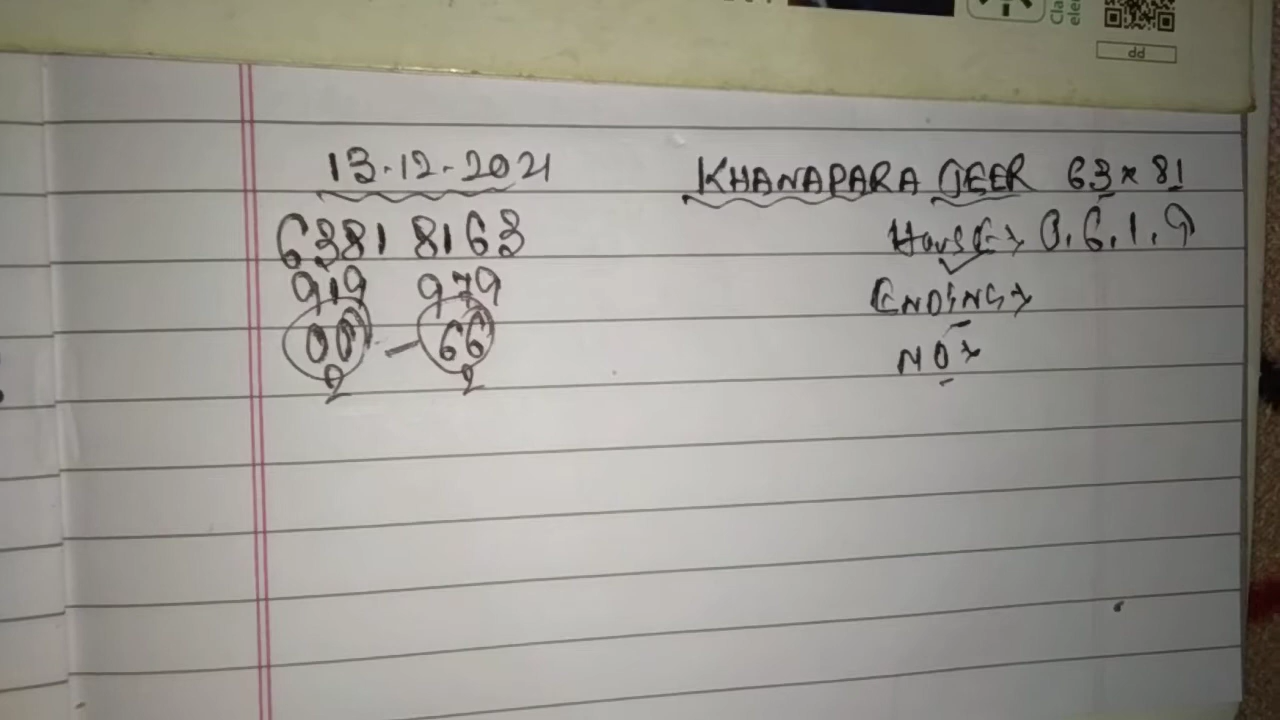 dd
13.12.2021
KHANAPARA TEER 63 x 81
6381 8163
HOUSE→ 0, 6, 1, 9
919 979
ENDING→
00 - 66
NO→
2 2